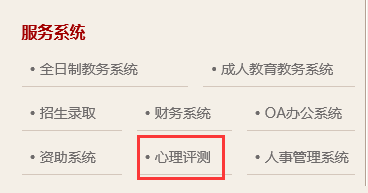 服务系统
• 全日制教务系统 • 成人教育教务系统
• 招生录取 • 财务系统 • OA办公系统
• 资助系统 • 心理评测 • 人事管理系统